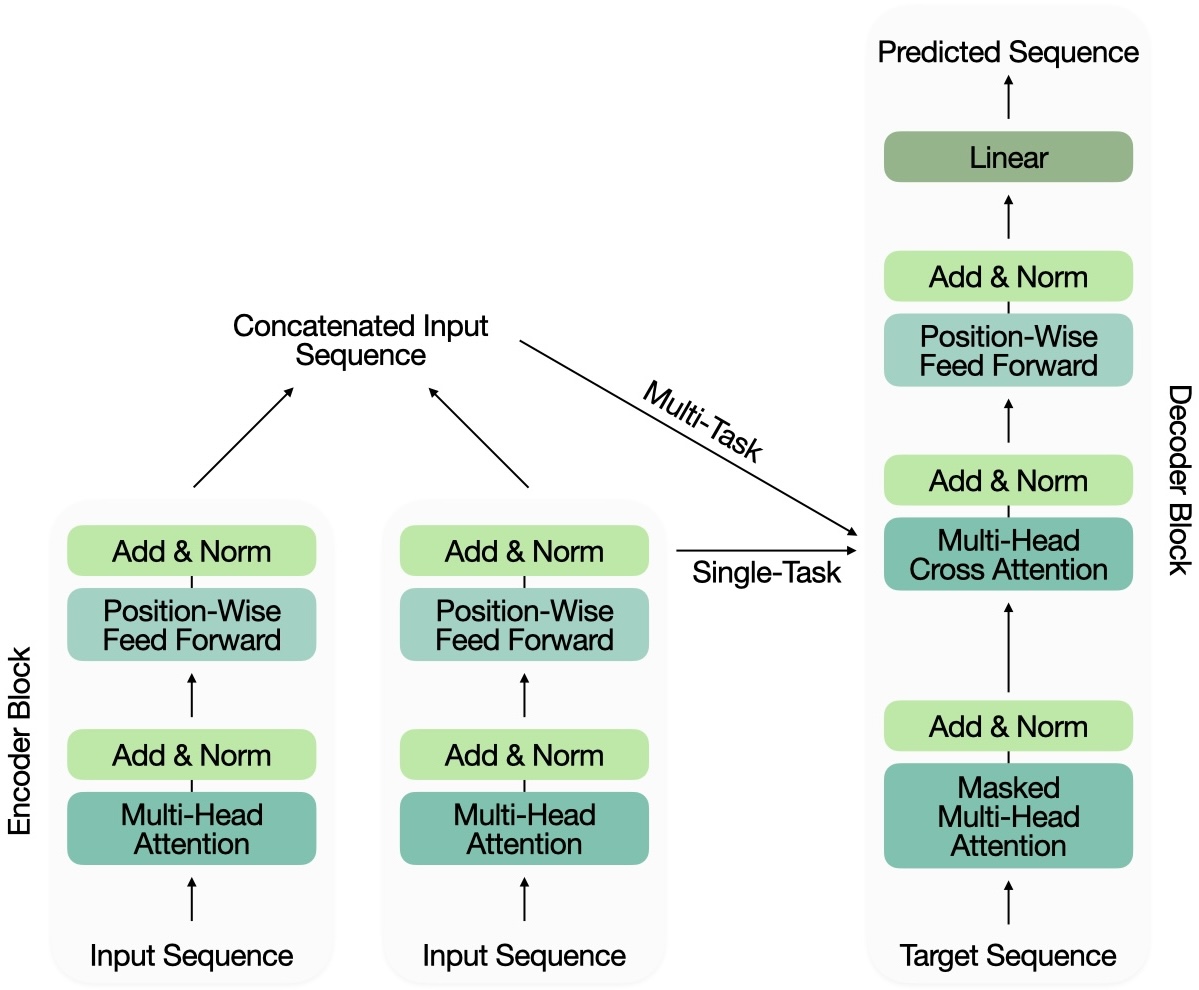 Predicted Sequence
Linear
Add & Norm
Position-Wise
Feed Forward
Add & Norm
Multi-Head
Cross Attention
Add & Norm
Masked
Multi-Head
Attention
Target Sequence
Decoder Block
Concatenated Input
Sequence
Multi-Task
Single-Task
Encoder Block
Add & Norm
Position-Wise
Feed Forward
Add & Norm
Multi-Head
Attention
Input Sequence
Add & Norm
Position-Wise
Feed Forward
Add & Norm
Multi-Head
Attention
Input Sequence